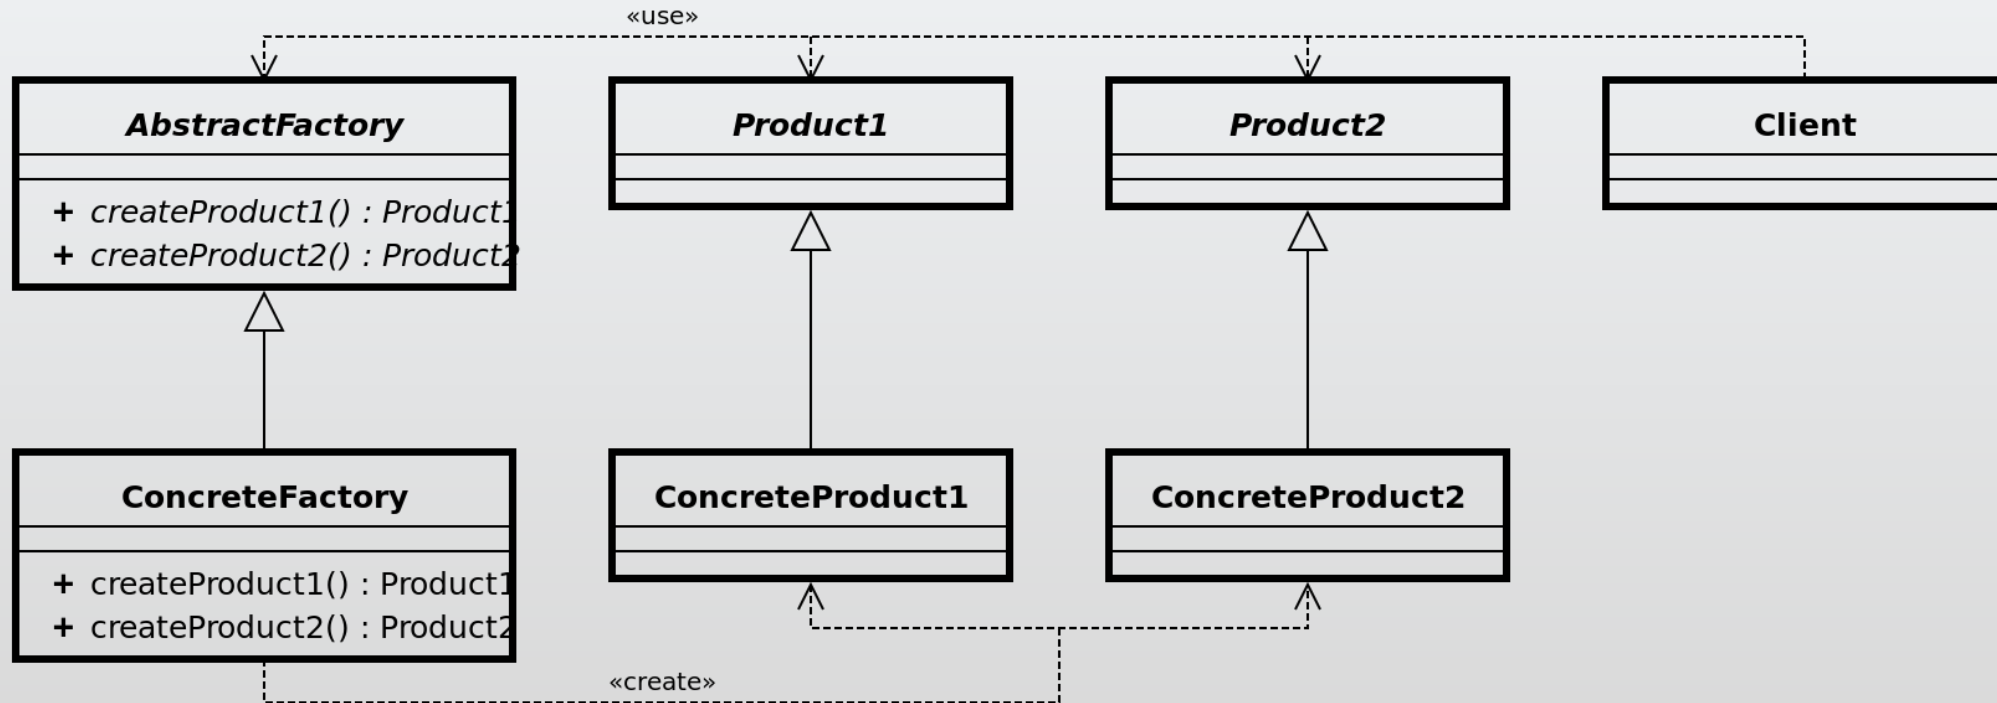 «use»
AbstractFactory
+ createProduct1() : Product1
+ createProduct2() : Product2
Product1
Product2
Client
ConcreteFactory
+ createProduct1() : Product1
+ createProduct2() : Product2
ConcreteProduct1
ConcreteProduct2
«create»